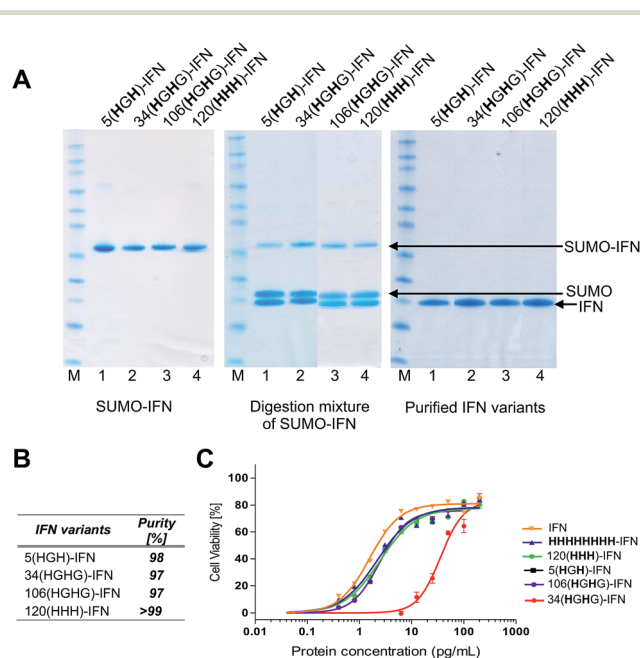 A
5(HGH)-IFN
34(HGHG)-IFN
106(HGHG)-IFN
120(HHH)-IFN
5(HGH)-IFN
34(HGHG)-IFN
106(HGHG)-IFN
120(HHH)-IFN
5(HGH)-IFN
34(HGHG)-IFN
106(HGHG)-IFN
120(HHH)-IFN
SUMO-IFN
SUMO
IFN
M 1 2 3 4
M 1 2 3 4
M 1 2 3 4
SUMO-IFN
Digestion mixture
of SUMO-IFN
Purified IFN variants
B
IFN variants Purity
[%]
5(HGH)-IFN 98
34(HGHG)-IFN 97
106(HGHG)-IFN 97
120(HHH)-IFN >99
C
Cell Viability [%]
100
80
60
40
20
0
0.01 0.1 1 10 100 1000
Protein concentration (pg/mL)
IFN
HHHHHHHH-IFN
120(HHH)-IFN
5(HGH)-IFN
106(HGHG)-IFN
34(HGHG)-IFN